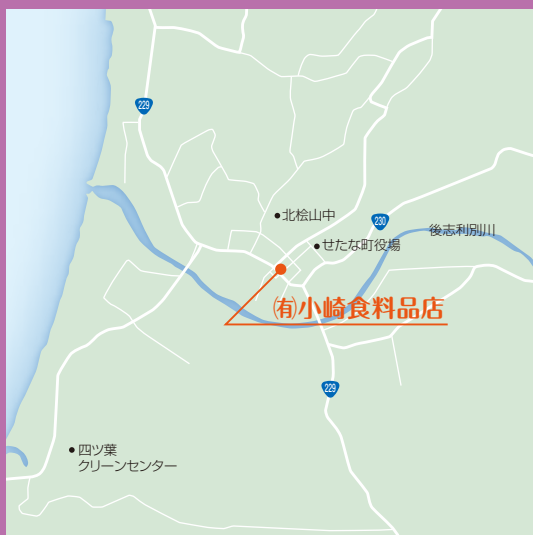 229
北桧山中
230
後志利別川
せたな町役場
㈲小崎食料品店
229
四ツ葉
クリーンセンター